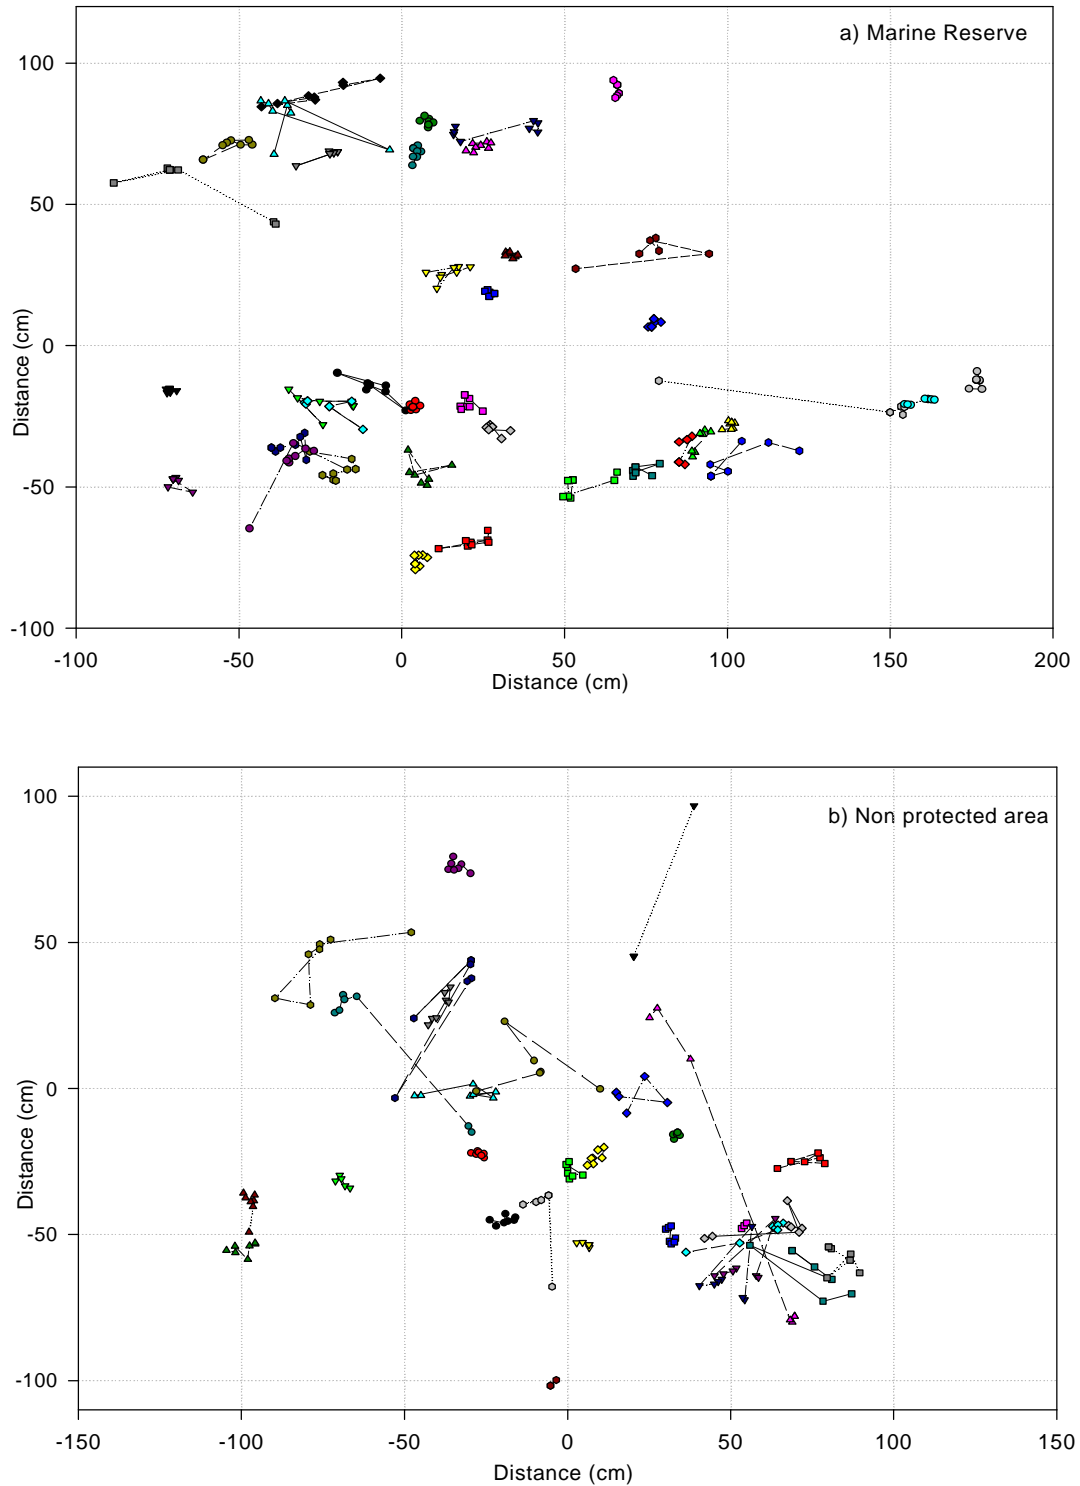 a) Marine Reserve
100
50
0
-50
-100
Distance (cm)
-100 -50 0 50 100 150 200
Distance (cm)
b) Non protected area
100
50
0
-50
-100
Distance (cm)
-150 -100 -50 0 50 100 150
Distance (cm)